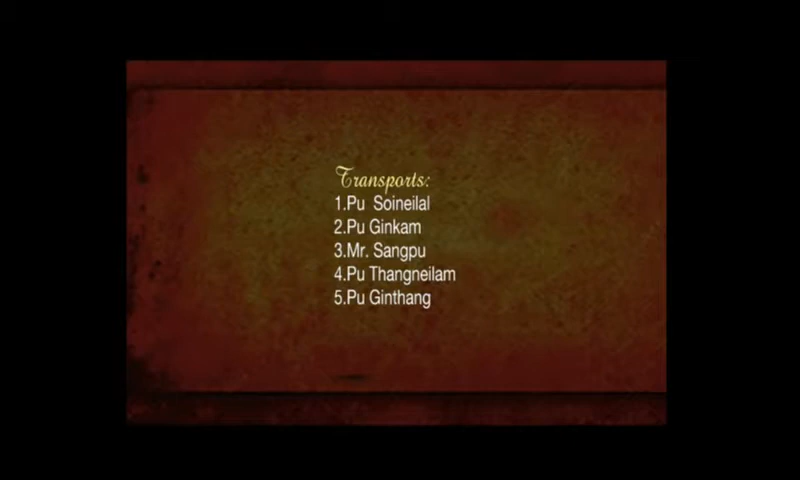 Transports:
1.Pu Soineilal
2.Pu Ginkam
3.Mr. Sangpu
4.Pu Thangneilam
5.Pu Ginthang